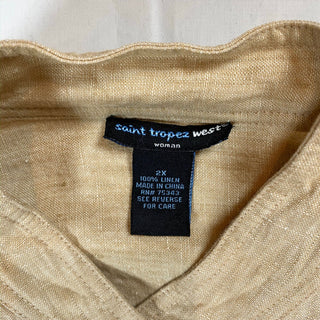 saint tropez west
woman
2X
100% LINEN
MADE IN CHINA
RN# 75343
SEE REVERSE
FOR CARE